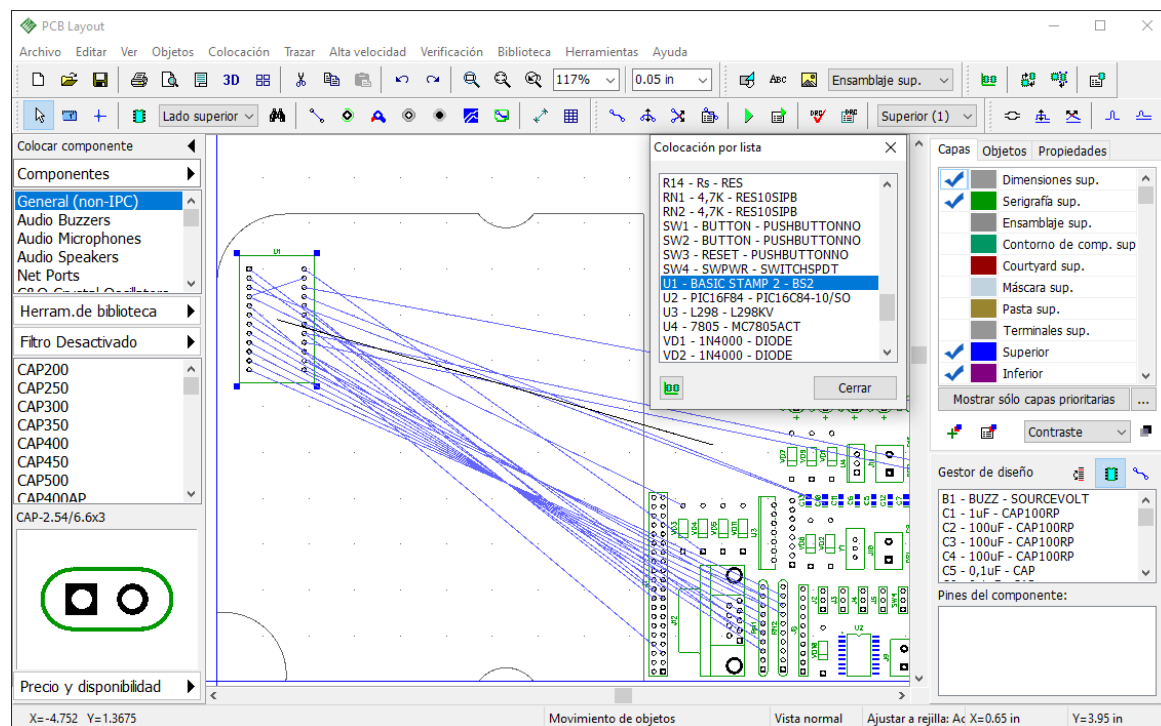 PCB Layout
Archivo Editar Ver Objetos Colocación Trazar Alta velocidad Verificación Biblioteca Herramientas Ayuda
3D 117% 0.05 in ABC Ensamblaje sup.
Lado superior DRC DRC Superior (1)
Colocar componente
Componentes
General (non-IPC)
Audio Buzzers
Audio Microphones
Audio Speakers
Net Ports
Herram.de biblioteca
Filtro Desactivado
CAP200
CAP250
CAP300
CAP350
CAP400
CAP450
CAP500
CAP400AP
CAP-2.54/6.6x3
Precio y disponibilidad
U1
Colocación por lista
R14 - Rs - RES
RN1 - 4,7K - RES10SIPB
RN2 - 4,7K - RES10SIPB
SW1 - BUTTON - PUSHBUTTONNO
SW2 - BUTTON - PUSHBUTTONNO
SW3 - RESET - PUSHBUTTONNO
SW4 - SWPWR - SWITCHSPDT
U1 - BASIC STAMP 2 - BS2
U2 - PIC16F84 - PIC16C84-10/SO
U3 - L298 - L298KV
U4 - 7805 - MC7805ACT
VD1 - 1N4000 - DIODE
VD2 - 1N4000 - DIODE
Cerrar
U3
U2
Capas Objetos Propiedades
Dimensiones sup.
Serigrafía sup.
Ensamblaje sup.
Contorno de comp. sup
Courtyard sup.
Máscara sup.
Pasta sup.
Terminales sup.
Superior
Inferior
Mostrar sólo capas prioritarias ...
Contraste
Gestor de diseño
B1 - BUZZ - SOURCEVOLT
C1 - 1uF - CAP100RP
C2 - 100uF - CAP100RP
C3 - 100uF - CAP100RP
C4 - 100uF - CAP100RP
C5 - 0,1uF - CAP
Pines del componente:
X=-4.752 Y=1.3675 Movimiento de objetos Vista normal Ajustar a rejilla: Ac X=0.65 in Y=3.95 in